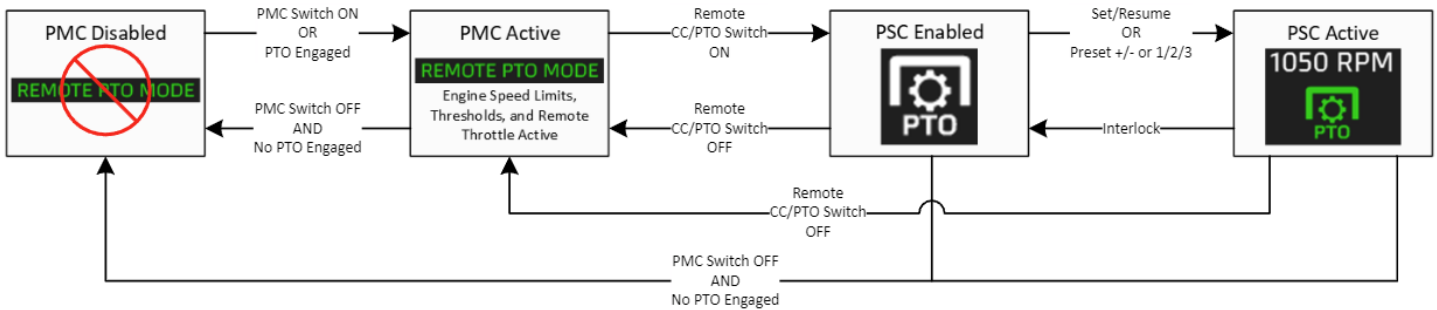 PMC Disabled
REMOTE PTO MODE
PMC Switch ON
OR
PTO Engaged
PMC Switch OFF
AND
No PTO Engaged
PMC Active
REMOTE PTO MODE
Engine Speed Limits,
Thresholds, and Remote
Throttle Active
Remote
CC/PTO Switch
ON
Remote
CC/PTO Switch
OFF
PSC Enabled
PTO
Set/Resume
OR
Preset +/- or 1/2/3
Interlock
PSC Active
1050 RPM
PTO
Remote
CC/PTO Switch
OFF
PMC Switch OFF
AND
No PTO Engaged